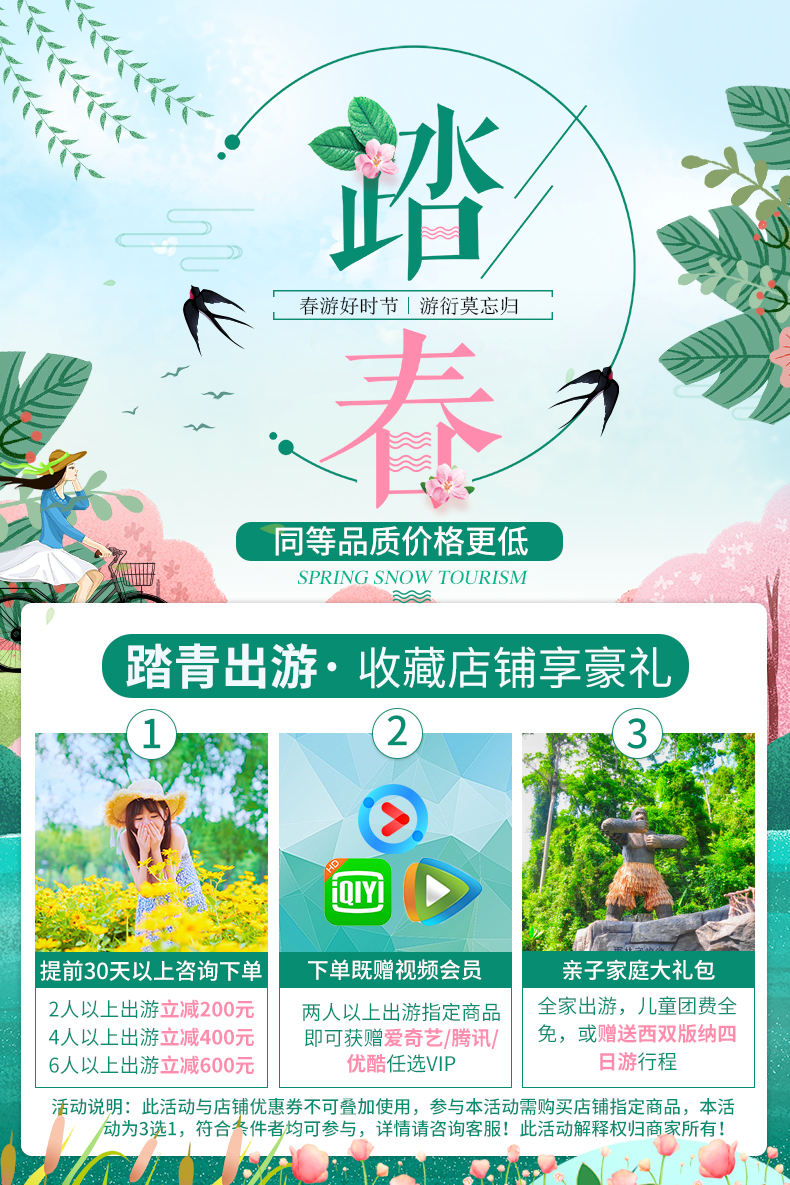 踏
春游好时节 | 游衍莫忘归
春
同等品质价格更低
SPRING SNOW TOURISM
踏青出游·收藏店铺享豪礼
1
2
3
HD
iQIYI
提前30天以上咨询下单
下单既赠视频会员
亲子家庭大礼包
2人以上出游立减200元
4人以上出游立减400元
6人以上出游立减600元
两人以上出游指定商品
即可获赠爱奇艺/腾讯/
优酷任选VIP
全家出游，儿童团费全
免，或赠送西双版纳四
日游行程
活动说明：此活动与店铺优惠券不可叠加使用，参与本活动需购买店铺指定商品，本活
动为3选1，符合条件者均可参与，详情请咨询客服！此活动解释权归商家所有！